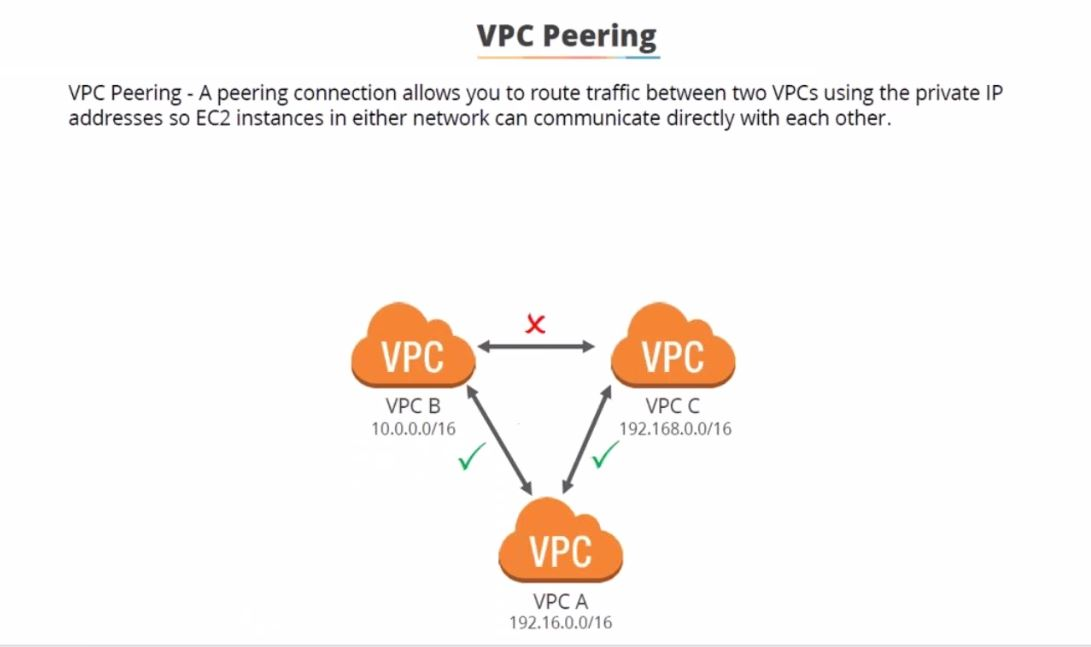 VPC Peering
VPC Peering - A peering connection allows you to route traffic between two VPCs using the private IP
addresses so EC2 instances in either network can communicate directly with each other.
VPC
VPC
VPC B
VPC C
10.0.0.0/16
192.168.0.0/16
VPC
VPC A
192.16.0.0/16